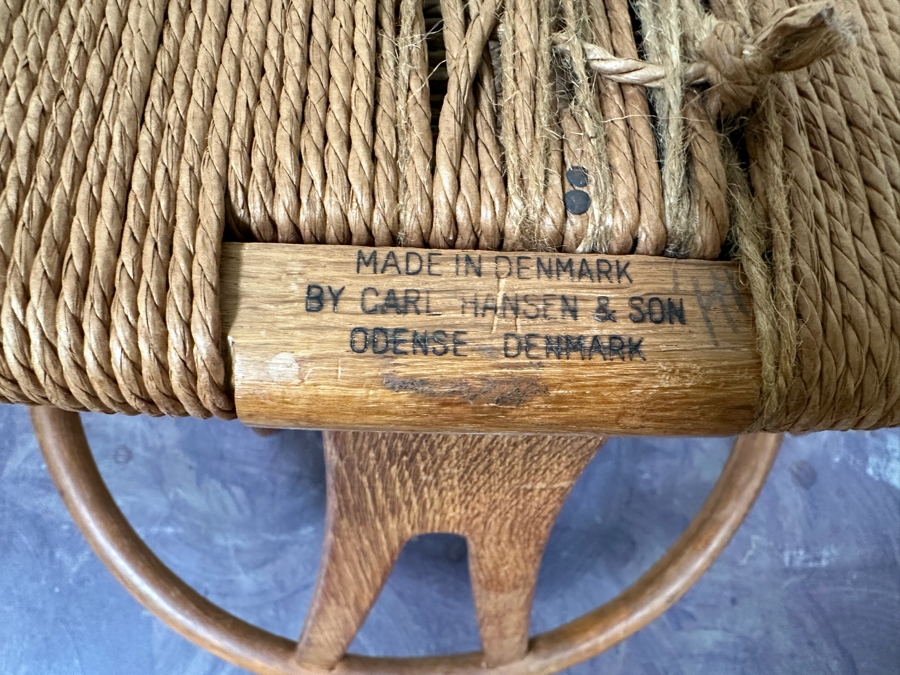 MADE IN DENMARK
BY CARL HANSEN & SON
ODENSE DENMARK